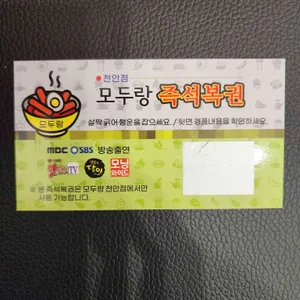 천안점
모두랑 즉석복권
모두랑
살짝 긁어 행운을 잡으세요. / 뒷면 경품내용을 확인하세요.
MBC SBS 방송출연
TV 모닝와이드
※ 본 즉석복권은 모두랑 천안점에서만
사용 가능합니다.